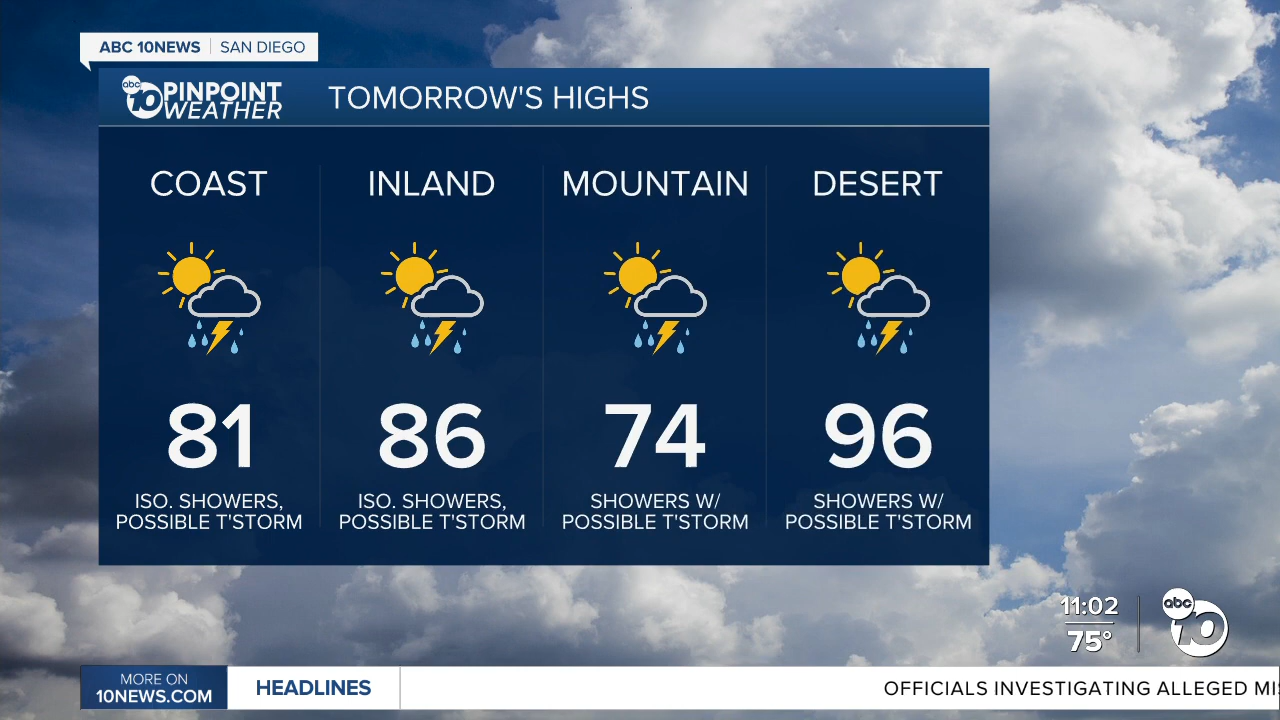 ABC 10NEWS | SAN DIEGO
abc 10 PINPOINT WEATHER
TOMORROW'S HIGHS
COAST
81
ISO. SHOWERS,
POSSIBLE T'STORM
INLAND
86
ISO. SHOWERS,
POSSIBLE T'STORM
MOUNTAIN
74
SHOWERS W/
POSSIBLE T'STORM
DESERT
96
SHOWERS W/
POSSIBLE T'STORM
11:02
75°
abc 10
MORE ON
10NEWS.COM
HEADLINES
OFFICIALS INVESTIGATING ALLEGED